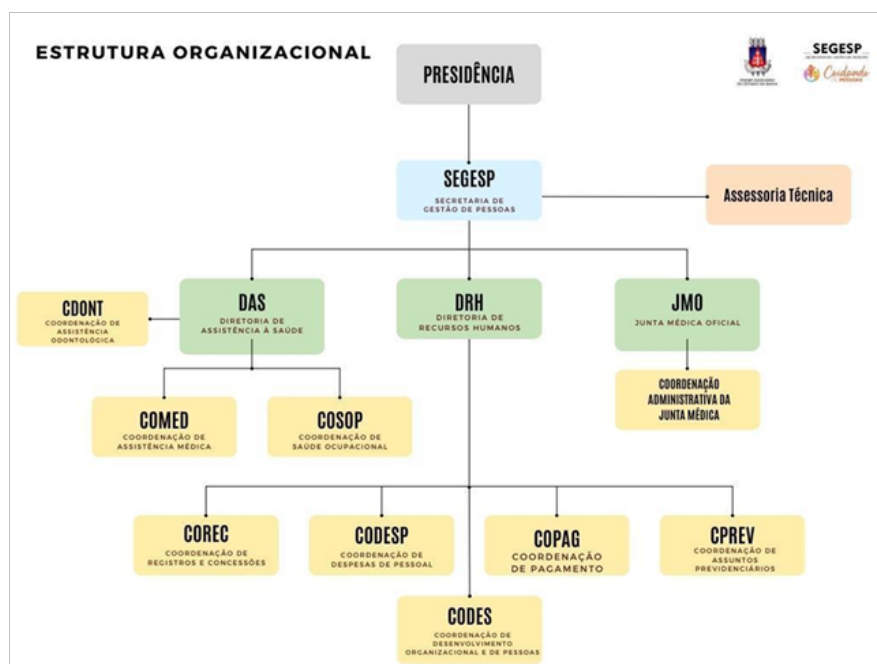 ESTRUTURA ORGANIZACIONAL
PRESIDÊNCIA
SEGESP
Cuidando
PESSOAS
SEGESP
SECRETARIA DE
GESTÃO DE PESSOAS
Assessoria Técnica
CDONT
COORDENAÇÃO DE
ASSISTÊNCIA
ODONTOLÓGICA
DAS
DIRETORIA DE
ASSISTÊNCIA À SAÚDE
DRH
DIRETORIA DE
RECURSOS HUMANOS
JMO
JUNTA MÉDICA OFICIAL
COMED
COORDENAÇÃO DE
ASSISTÊNCIA MÉDICA
COSOP
COORDENAÇÃO DE
SAÚDE OCUPACIONAL
COORDENAÇÃO
ADMINISTRATIVA DA
JUNTA MÉDICA
COREC
COORDENAÇÃO DE
REGISTROS E CONCESSÕES
CODESP
COORDENAÇÃO DE
DESPESAS DE PESSOAL
COPAG
COORDENAÇÃO
DE PAGAMENTO
CPREV
COORDENAÇÃO DE
ASSUNTOS
PREVIDENCIÁRIOS
CODES
COORDENAÇÃO DE
DESENVOLVIMENTO
ORGANIZACIONAL E DE PESSOAS